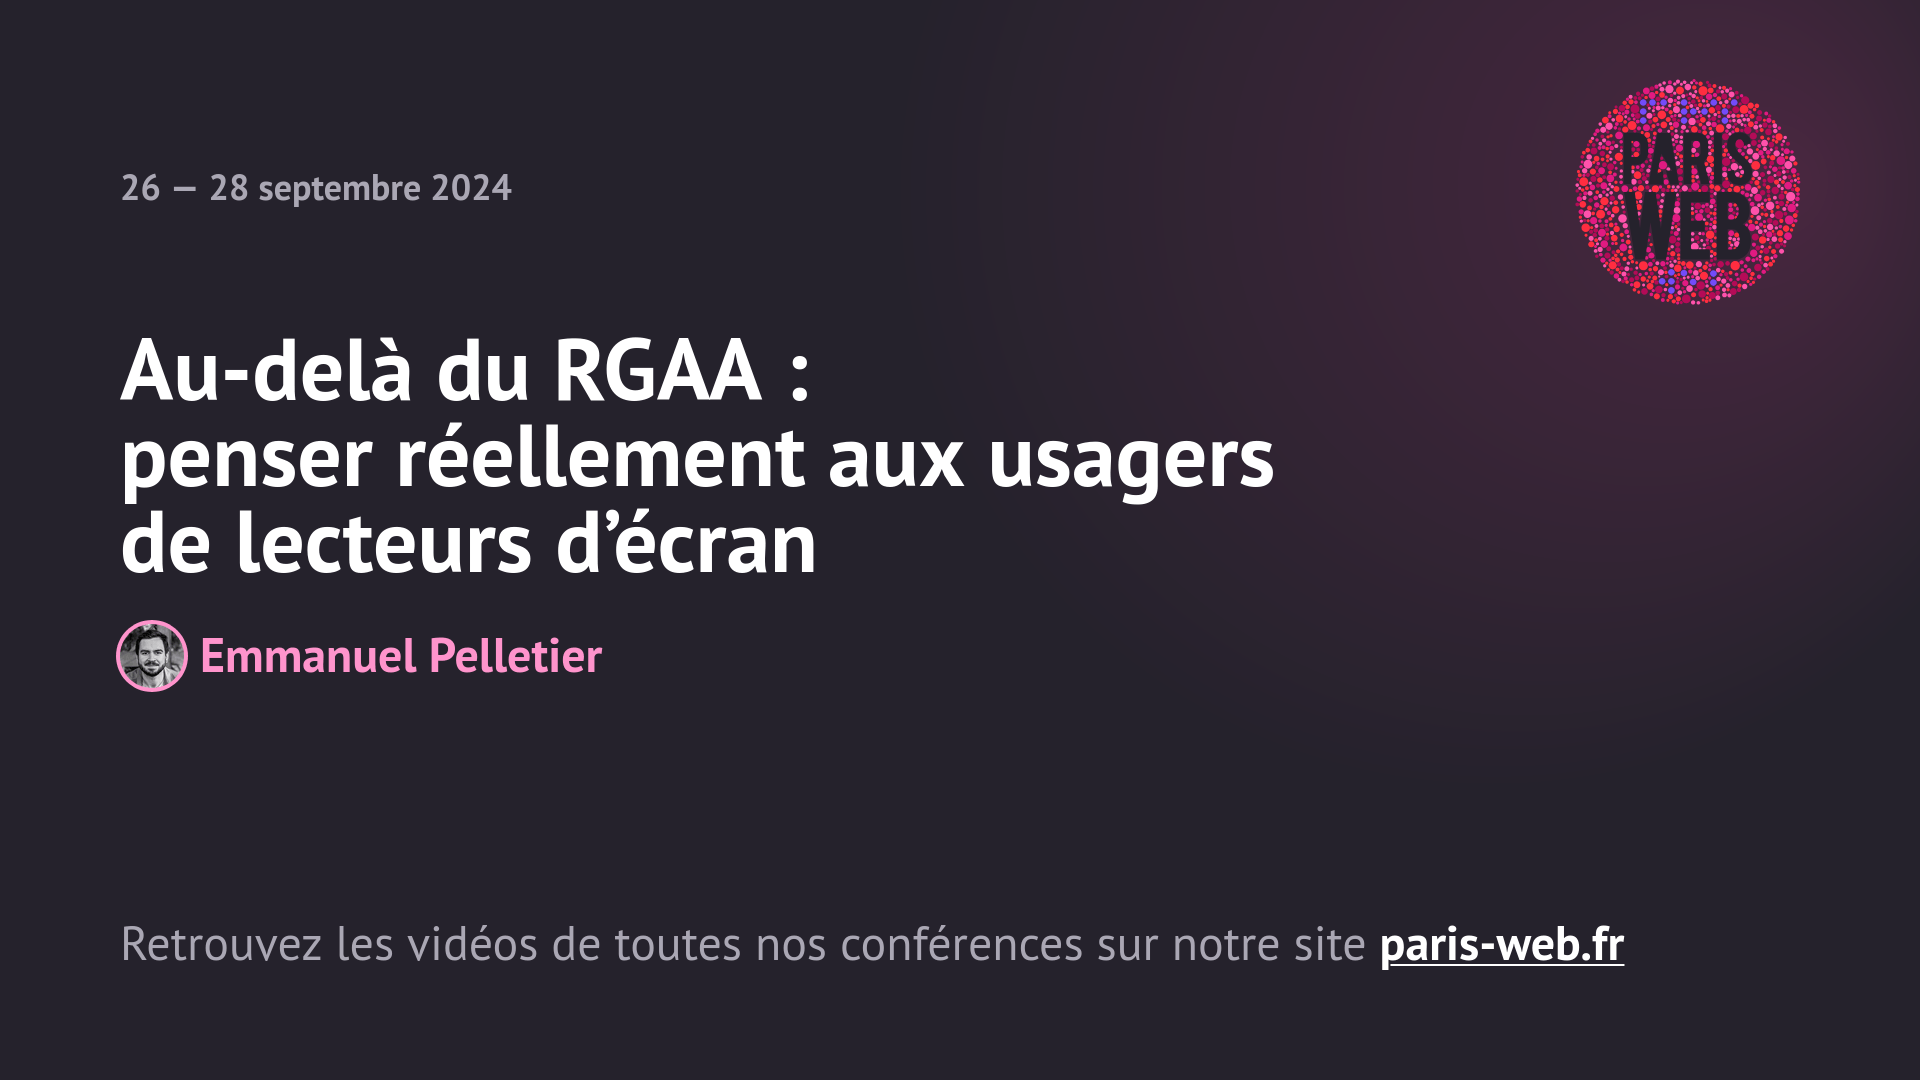 26 — 28 septembre 2024
PARIS
WEB
Au-delà du RGAA :
penser réellement aux usagers
de lecteurs d’écran
Emmanuel Pelletier
Retrouvez les vidéos de toutes nos conférences sur notre site paris-web.fr